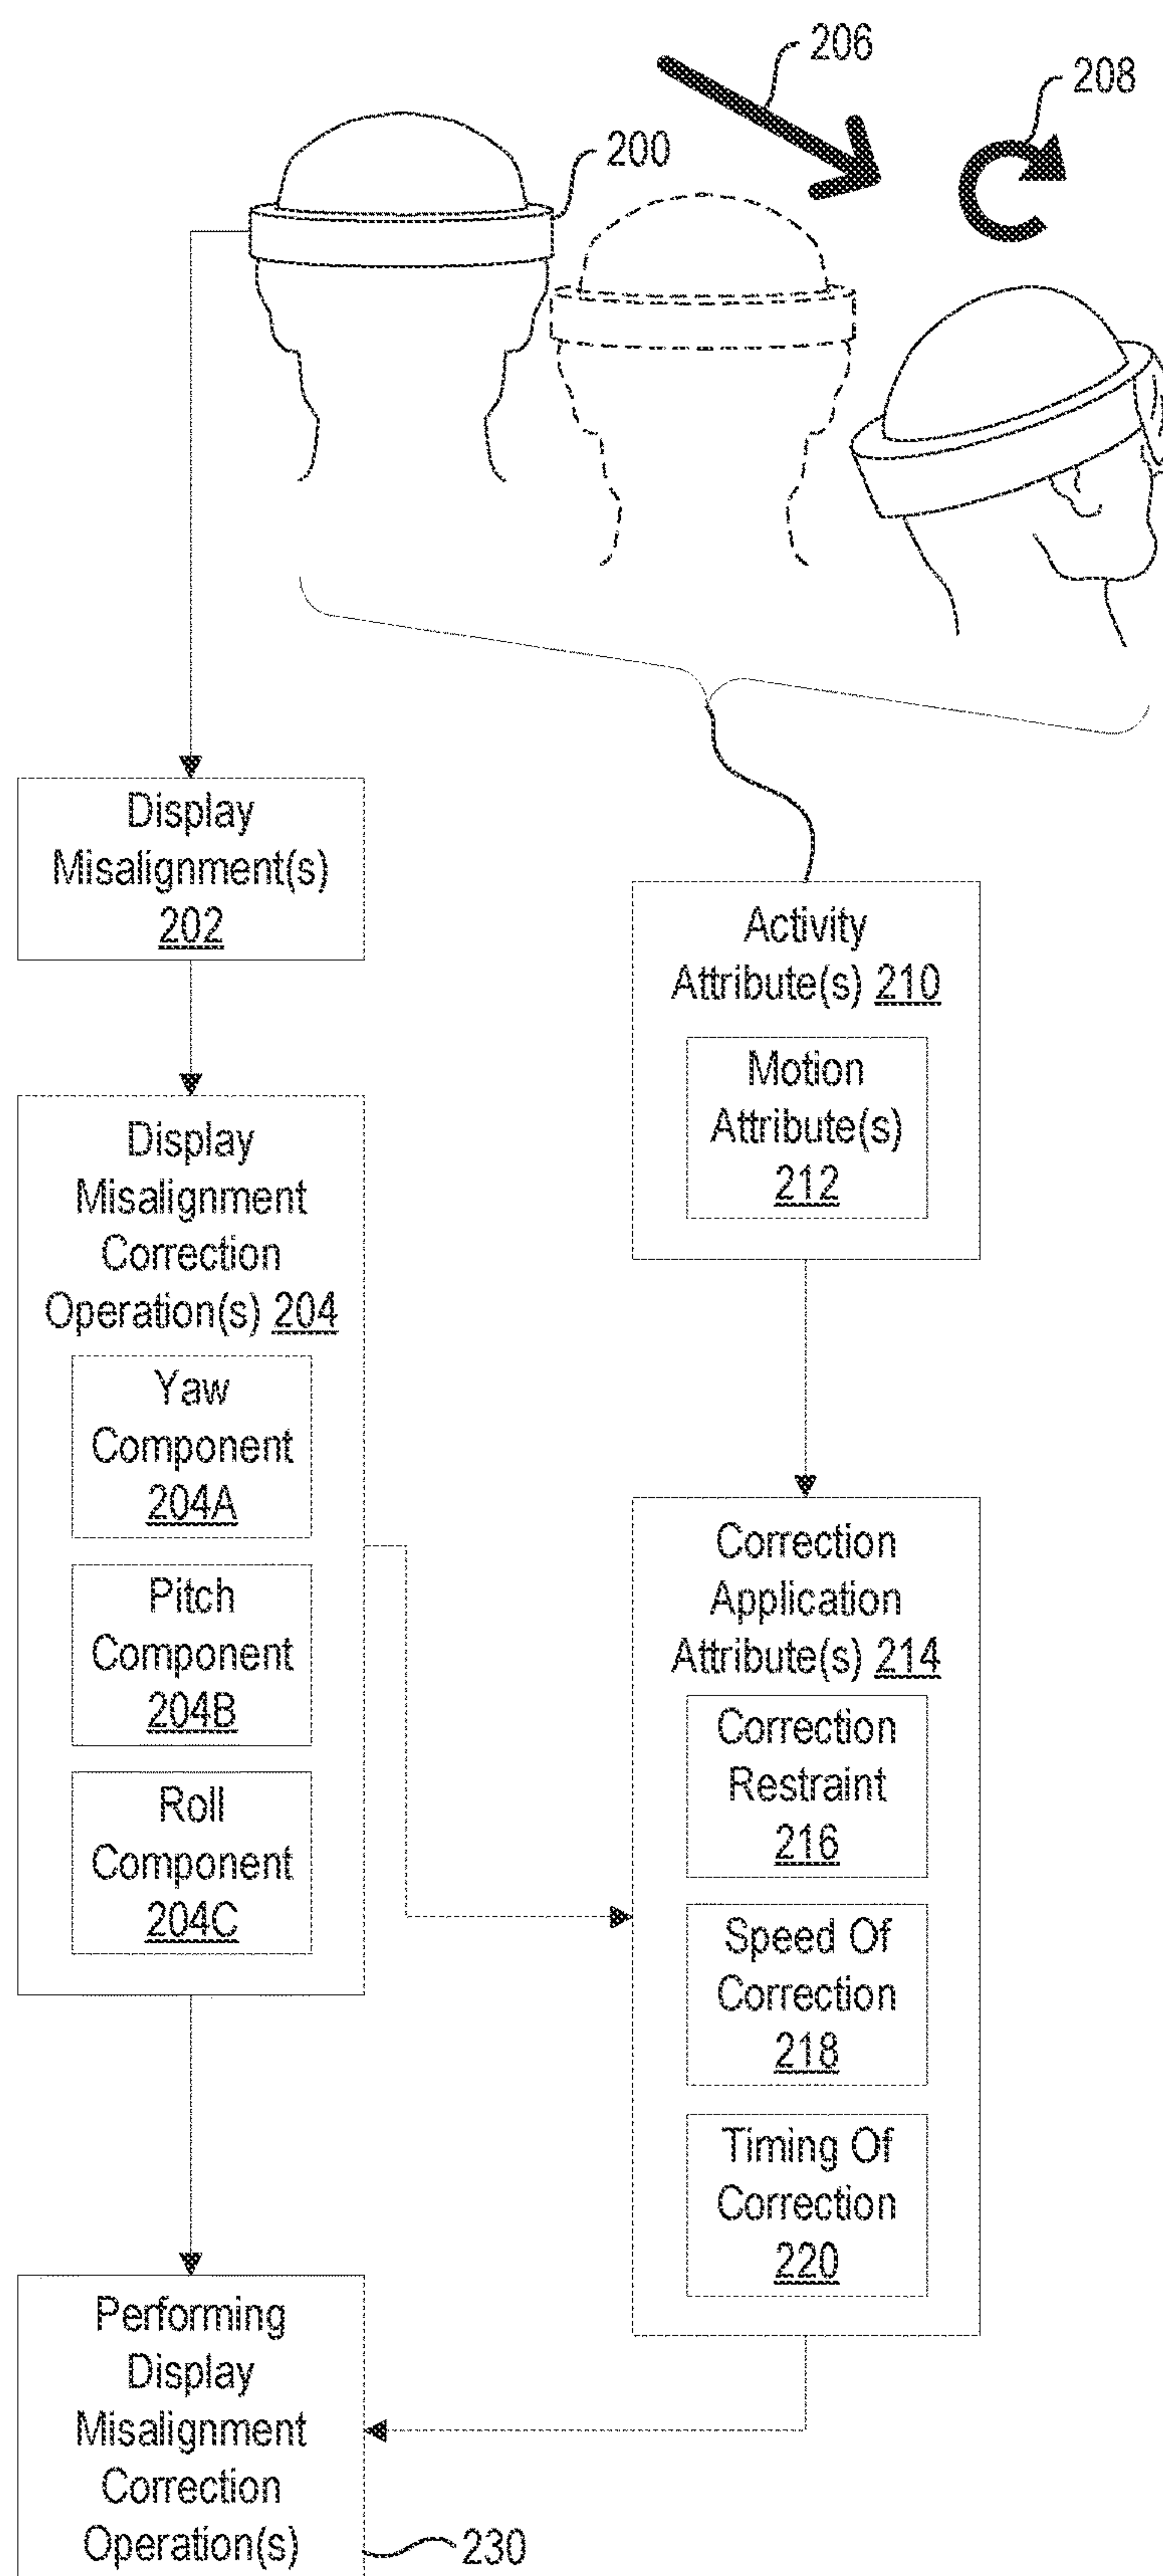 206
208
200
Display
Misalignment(s)
202
Activity
Attribute(s) 210
Motion
Attribute(s)
212
Display
Misalignment
Correction
Operation(s) 204
Yaw
Component
204A
Pitch
Component
204B
Roll
Component
204C
Correction
Application
Attribute(s) 214
Correction
Restraint
216
Speed Of
Correction
218
Timing Of
Correction
220
Performing
Display
Misalignment
Correction
Operation(s)
230